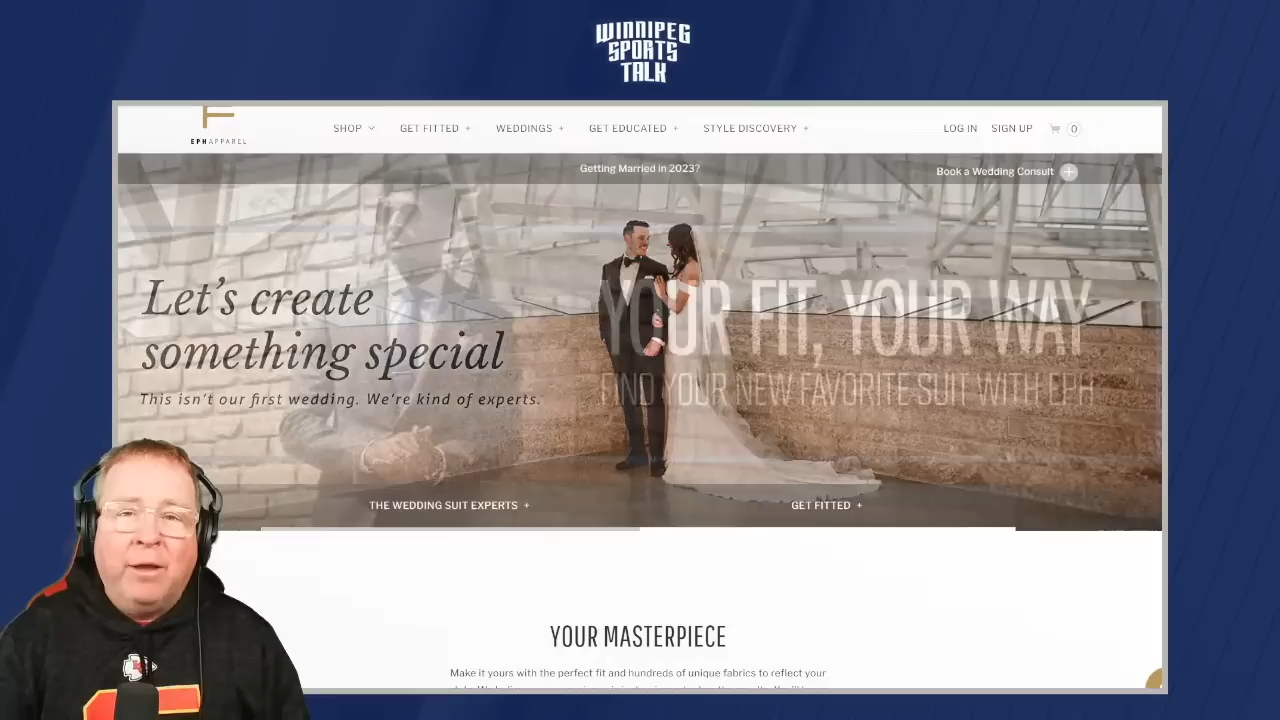 WINNIPEG
SPORTS
TALK
EPHAPPAREL
SHOP
GET FITTED +
WEDDINGS +
GET EDUCATED +
STYLE DISCOVERY +
LOG IN
SIGN UP
0
Getting Married in 2023?
Book a Wedding Consult +
Let's create
something special
This isn't our first wedding. We're kind of experts.
YOUR FIT, YOUR WAY
FIND YOUR NEW FAVORITE SUIT WITH EPH
THE WEDDING SUIT EXPERTS +
GET FITTED +
YOUR MASTERPIECE
Make it yours with the perfect fit and hundreds of unique fabrics to reflect your